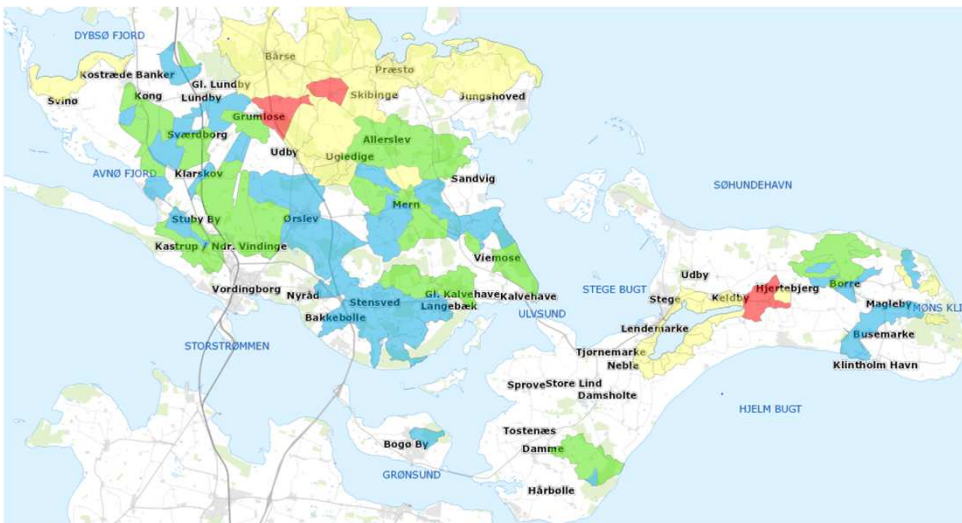 DYBSØ FJORD
Bårse
Præstø
Kostræde Banker
Gl. Lundby
Skibinge
Jungshoved
Svinø
Kong
Lundby
Grumløse
Sværdborg
Allerslev
Udby
Ugledige
AVNØ FJORD
Klarskov
Sandvig
SØHUNDEHAVN
Mern
Stuby By
Ørslev
Kastrup
Ndr. Vindinge
Viemose
Udby
Vordingborg
Nyråd
Stensved
Gl. Kalvehave
Kalvehave
STEGE BUGT
Stege
Keldby
Hjertebjerg
Borre
Bakkebølle
Langebæk
ULVSUND
Magleby
MØNS KLI
Lendemarke
Busemarke
STORSTRØMMEN
Tjørnemarke
Neble
Klintholm Havn
Sprove
Store Lind
Damsholte
HJELM BUGT
Tostenæs
Bogø By
Damme
GRØNSUND
Hårbølle